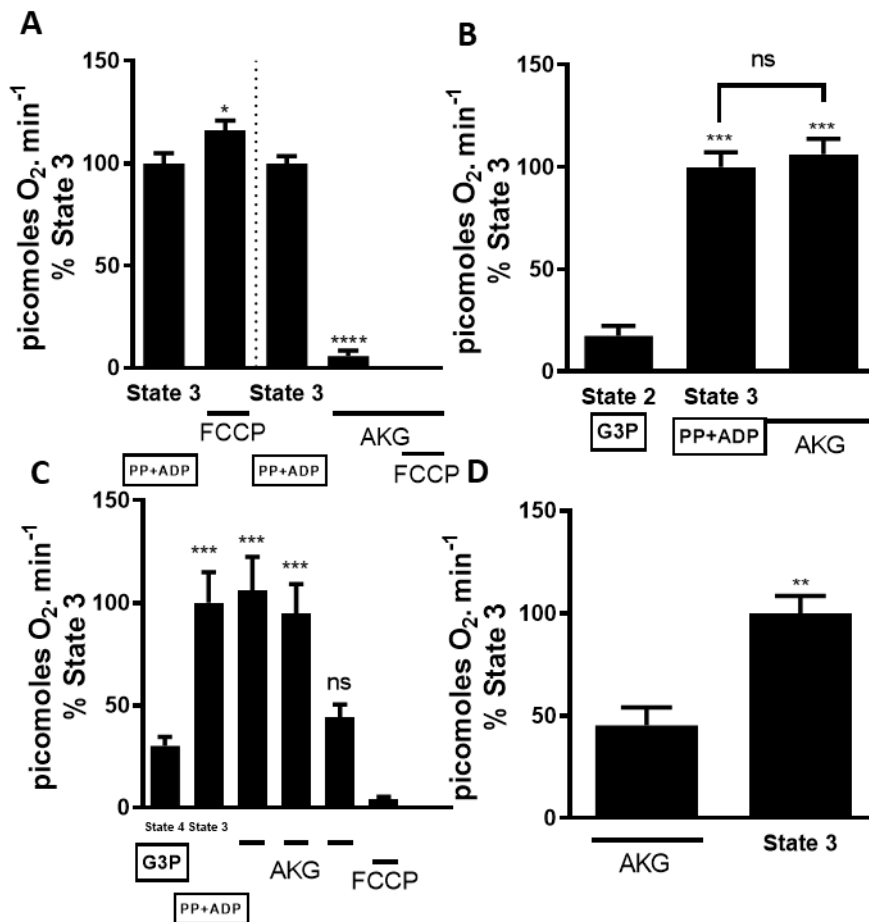 A
picomoles O₂. min⁻¹
% State 3
150
100
50
0
*
****
State 3
State 3
FCCP
AKG
PP+ADP
PP+ADP
FCCP
B
picomoles O₂. min⁻¹
% State 3
150
100
50
0
ns
***
***
State 2
State 3
G3P
PP+ADP
AKG
C
picomoles O₂. min⁻¹
% State 3
150
100
50
0
***
***
***
ns
State 4 State 3
G3P
AKG
FCCP
PP+ADP
D
picomoles O₂. min⁻¹
% State 3
150
100
50
0
**
AKG
State 3